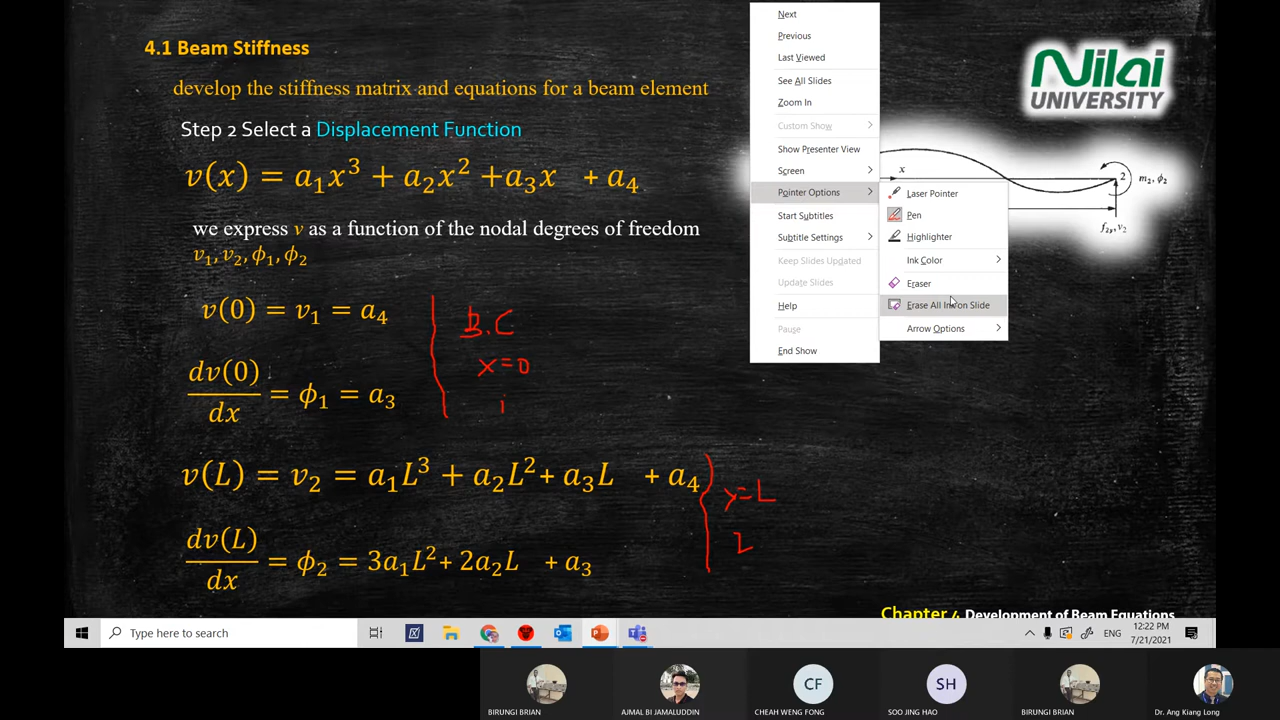 4.1 Beam Stiffness
develop the stiffness matrix and equations for a beam element
Step 2 Select a Displacement Function
v(x) = a₁x³ + a₂x² +a₃x + a₄
we express v as a function of the nodal degrees of freedom
v₁, v₂, ϕ₁, ϕ₂
v(0) = v₁ = a₄
dv(0)/dx = ϕ₁ = a₃
v(L) = v₂ = a₁L³ + a₂L²+ a₃L + a₄
dv(L)/dx = ϕ₂ = 3a₁L²+ 2a₂L + a₃
B.C
x=0
i
x=L
2
Next
Previous
Last Viewed
See All Slides
Zoom In
Custom Show
Show Presenter View
Screen
Pointer Options
Start Subtitles
Subtitle Settings
Keep Slides Updated
Update Slides
Help
Pause
End Show
Laser Pointer
Pen
Highlighter
Ink Color
Eraser
Erase All Ink on Slide
Arrow Options
Nilai
UNIVERSITY
x
2
m₂, ϕ₂
f₂y, v₂
Chapter 4 Development of Beam Equations
Type here to search
ENG
12:22 PM
7/21/2021
CF
SH
BIRUNGI BRIAN
AJMAL BI JAMALUDDIN
CHEAH WENG FONG
SOO JING HAO
BIRUNGI BRIAN
Dr. Ang Kiang Long